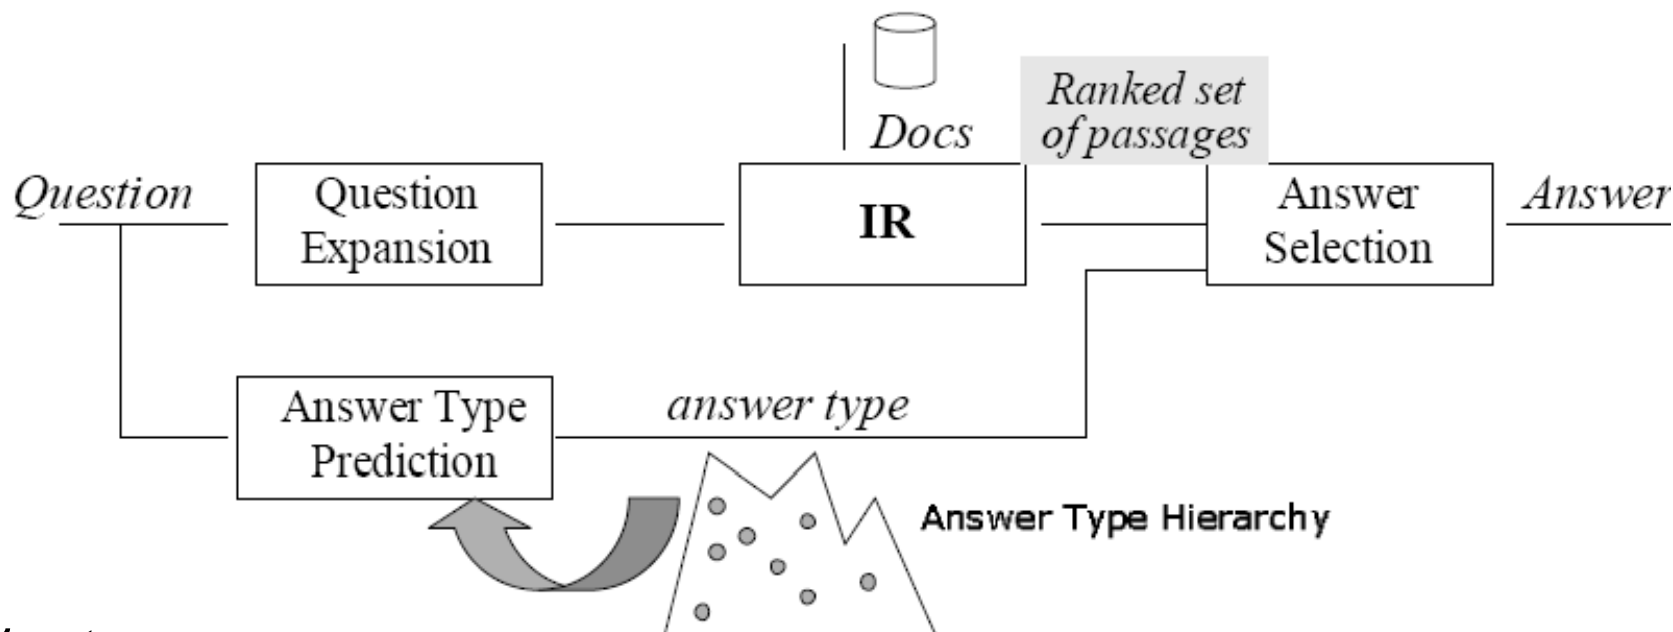 Docs
Ranked set
of passages
Question
Question
Expansion
IR
Answer
Selection
Answer
Answer Type
Prediction
answer type
Answer Type Hierarchy